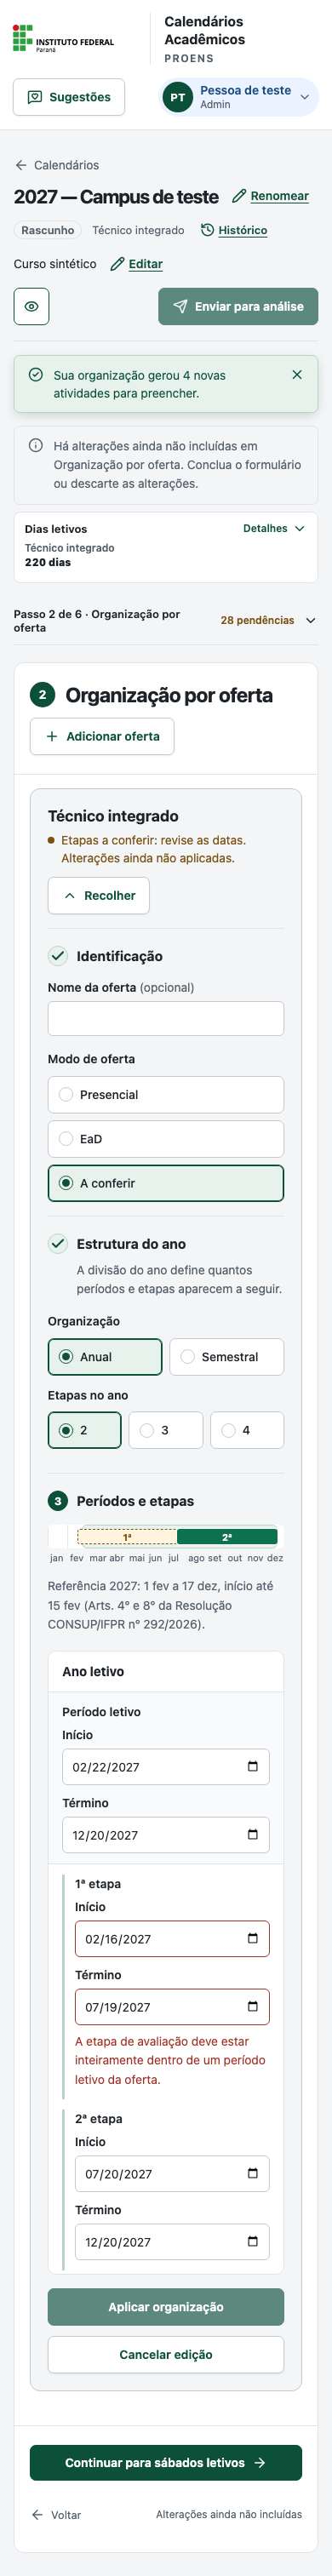 INSTITUTO FEDERAL
Paraná
Calendários
Acadêmicos
PROENS
Sugestões
PT
Pessoa de teste
Admin
Calendários
2027 — Campus de teste
Renomear
Rascunho
Técnico integrado
Histórico
Curso sintético
Editar
Enviar para análise
Sua organização gerou 4 novas
atividades para preencher.
Há alterações ainda não incluídas em
Organização por oferta. Conclua o formulário
ou descarte as alterações.
Dias letivos
Detalhes
Técnico integrado
220 dias
Passo 2 de 6 · Organização por
oferta
28 pendências
2
Organização por oferta
Adicionar oferta
Técnico integrado
Etapas a conferir: revise as datas.
Alterações ainda não aplicadas.
Recolher
Identificação
Nome da oferta (opcional)
Modo de oferta
Presencial
EaD
A conferir
Estrutura do ano
A divisão do ano define quantos
períodos e etapas aparecem a seguir.
Organização
Anual
Semestral
Etapas no ano
2
3
4
3
Períodos e etapas
1ª
2ª
jan fev mar abr mai jun jul ago set out nov dez
Referência 2027: 1 fev a 17 dez, início até
15 fev (Arts. 4° e 8° da Resolução
CONSUP/IFPR n° 292/2026).
Ano letivo
Período letivo
Início
02/22/2027
Término
12/20/2027
1ª etapa
Início
02/16/2027
Término
07/19/2027
A etapa de avaliação deve estar
inteiramente dentro de um período
letivo da oferta.
2ª etapa
Início
07/20/2027
Término
12/20/2027
Aplicar organização
Cancelar edição
Continuar para sábados letivos
Voltar
Alterações ainda não incluídas